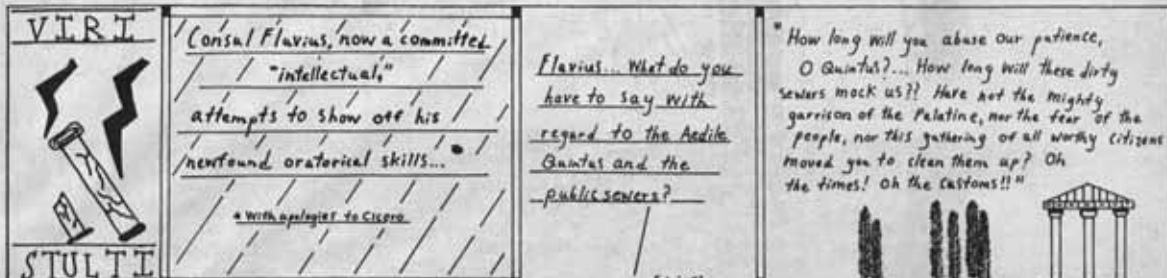 VIRI
STULTI
Consul Flavius, now a committed
"intellectual,"
attempts to show off his
newfound oratorical skills...*
* With apologies to Cicero
Flavius... What do you
have to say with
regard to the Aedile
Quintus and the
public sewers?
"How long will you abuse our patience,
O Quintus?... How long will these dirty
sewers mock us?? Have not the mighty
garrison of the Palatine, nor the fear of the
people, nor this gathering of all worthy citizens
moved you to clean them up? Oh
the times! Oh the customs!!"